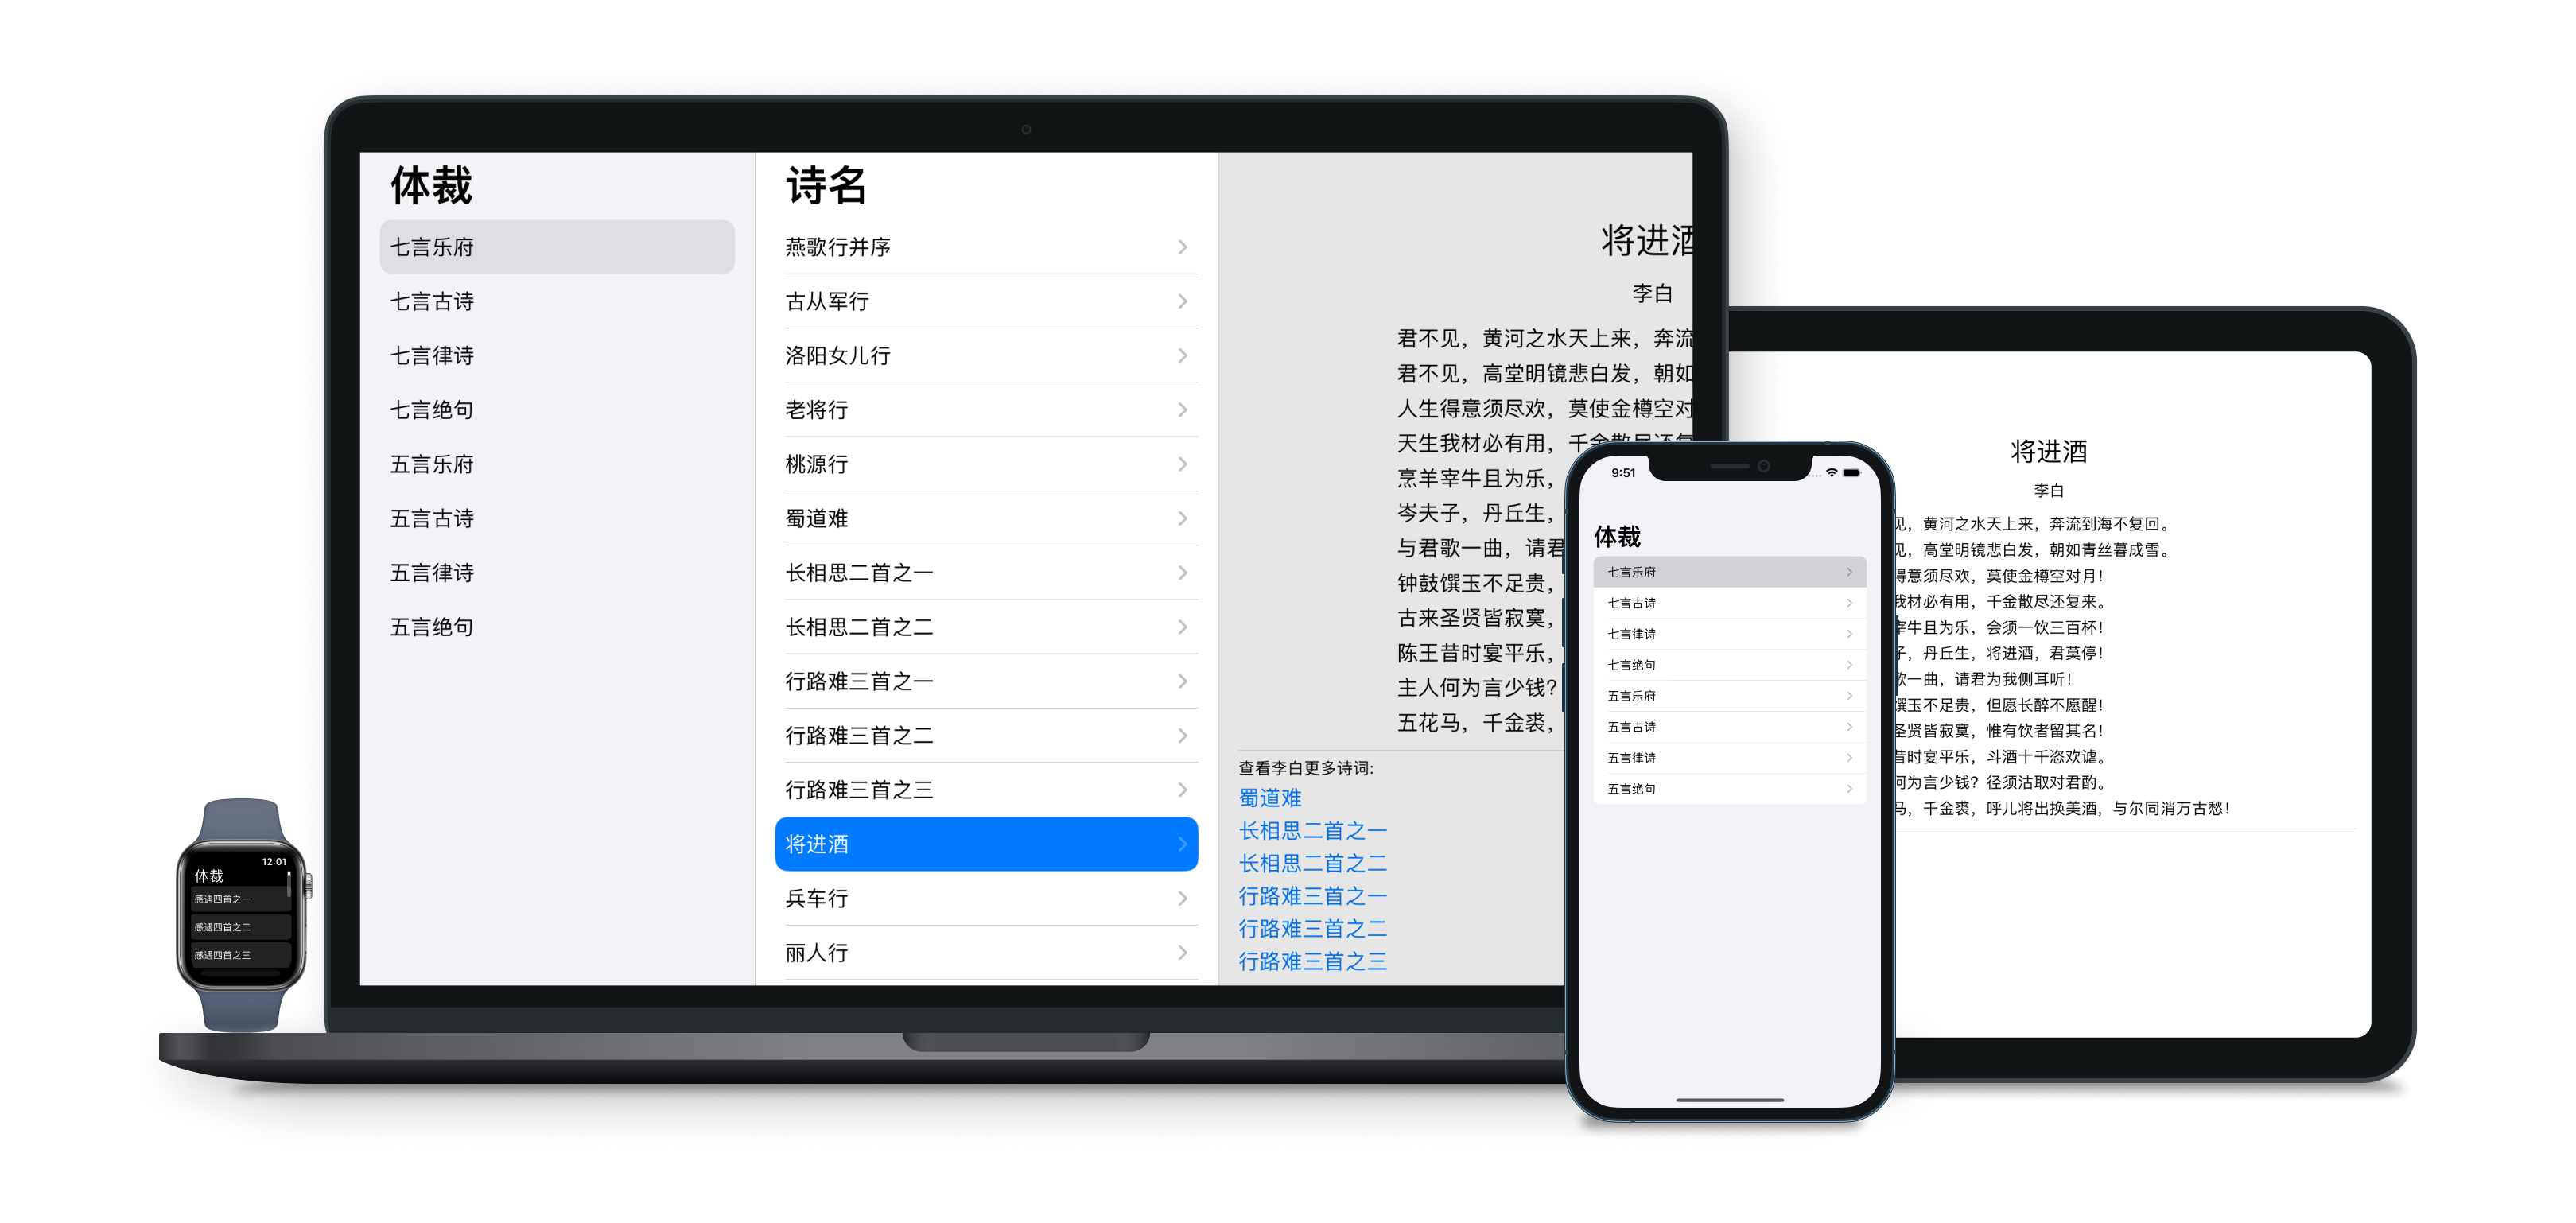 体裁
七言乐府
七言古诗
七言律诗
七言绝句
五言乐府
五言古诗
五言律诗
五言绝句
诗名
燕歌行并序
古从军行
洛阳女儿行
老将行
桃源行
蜀道难
长相思二首之一
长相思二首之二
行路难三首之一
行路难三首之二
行路难三首之三
将进酒
兵车行
丽人行
将进酒
李白
君不见，黄河之水天上来，奔流
君不见，高堂明镜悲白发，朝如
人生得意须尽欢，莫使金樽空对
天生我材必有用，千金散尽还复
烹羊宰牛且为乐，
岑夫子，丹丘生，
与君歌一曲，请君
钟鼓馔玉不足贵，
古来圣贤皆寂寞，
陈王昔时宴平乐，
主人何为言少钱？
五花马，千金裘，
查看李白更多诗词:
蜀道难
长相思二首之一
长相思二首之二
行路难三首之一
行路难三首之二
行路难三首之三
12:01
体裁
感遇四首之一
感遇四首之二
感遇四首之三
9:51
体裁
七言乐府
七言古诗
七言律诗
七言绝句
五言乐府
五言古诗
五言律诗
五言绝句
将进酒
李白
见，黄河之水天上来，奔流到海不复回。
见，高堂明镜悲白发，朝如青丝暮成雪。
得意须尽欢，莫使金樽空对月！
我材必有用，千金散尽还复来。
宰牛且为乐，会须一饮三百杯！
子，丹丘生，将进酒，君莫停！
歌一曲，请君为我侧耳听！
馔玉不足贵，但愿长醉不愿醒！
圣贤皆寂寞，惟有饮者留其名！
昔时宴平乐，斗酒十千恣欢谑。
何为言少钱？径须沽取对君酌。
马，千金裘，呼儿将出换美酒，与尔同消万古愁！